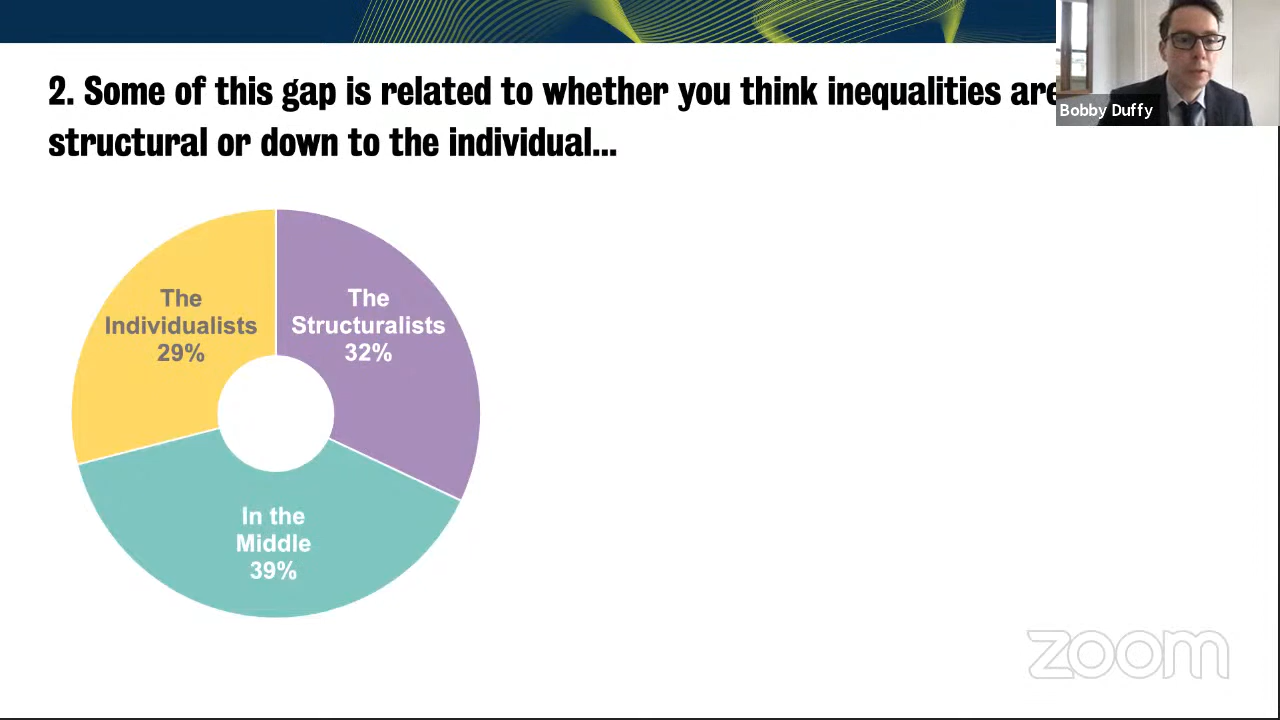 2. Some of this gap is related to whether you think inequalities are
structural or down to the individual...
Bobby Duffy
The
Individualists
29%
The
Structuralists
32%
In the
Middle
39%
zoom